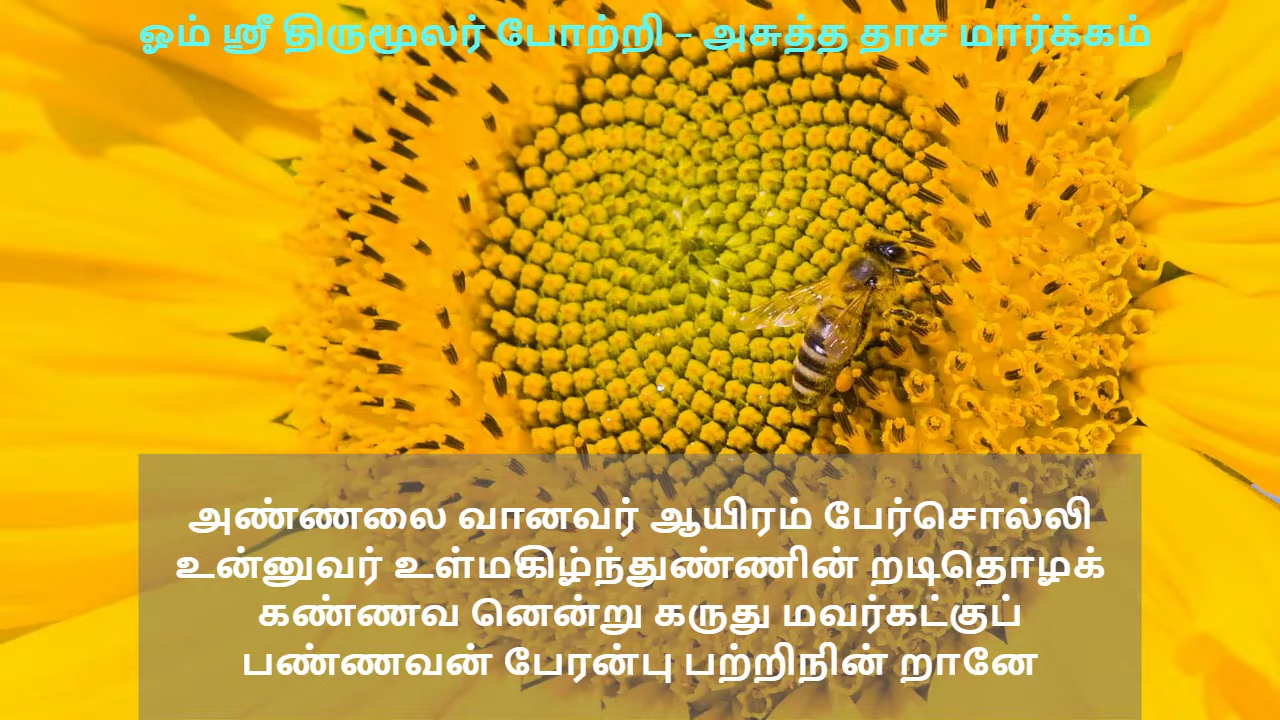 ஓம் ஸ்ரீ திருமூலர் போற்றி – அசுத்த தாச மார்க்கம்
அண்ணலை வானவர் ஆயிரம் பேர்சொல்லி
உன்னுவர் உள்மகிழ்ந்துண்ணின் றடிதொழக்
கண்ணவ னென்று கருது மவர்கட்குப்
பண்ணவன் பேரன்பு பற்றிநின் றானே